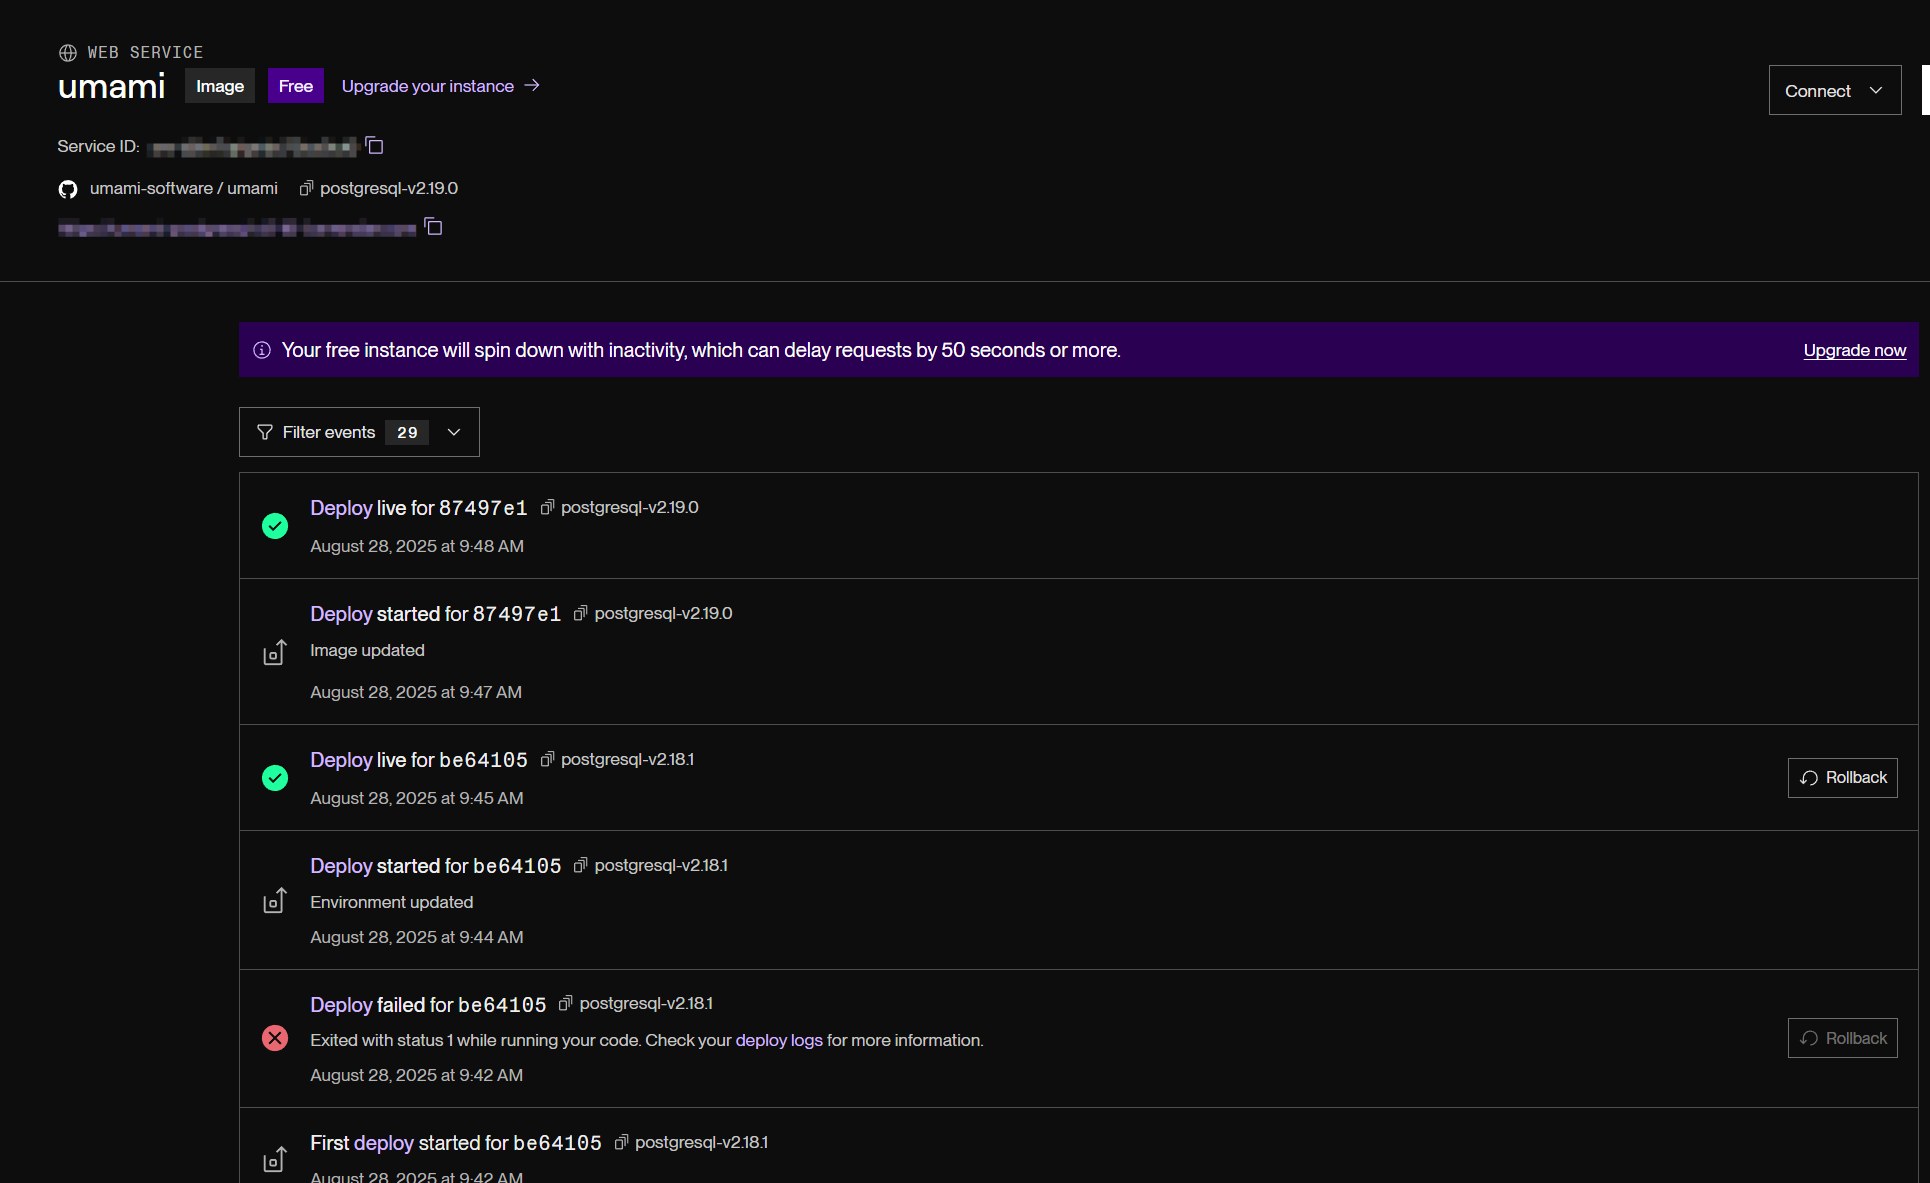 WEB SERVICE
umami Image Free Upgrade your instance
Connect
Service ID:
umami-software / umami postgresql-v2.19.0
Your free instance will spin down with inactivity, which can delay requests by 50 seconds or more. Upgrade now
Filter events 29
Deploy live for 87497e1 postgresql-v2.19.0
August 28, 2025 at 9:48 AM
Deploy started for 87497e1 postgresql-v2.19.0
Image updated
August 28, 2025 at 9:47 AM
Deploy live for be64105 postgresql-v2.18.1
August 28, 2025 at 9:45 AM
Rollback
Deploy started for be64105 postgresql-v2.18.1
Environment updated
August 28, 2025 at 9:44 AM
Deploy failed for be64105 postgresql-v2.18.1
Exited with status 1 while running your code. Check your deploy logs for more information.
August 28, 2025 at 9:42 AM
Rollback
First deploy started for be64105 postgresql-v2.18.1
August 28, 2025 at 9:42 AM